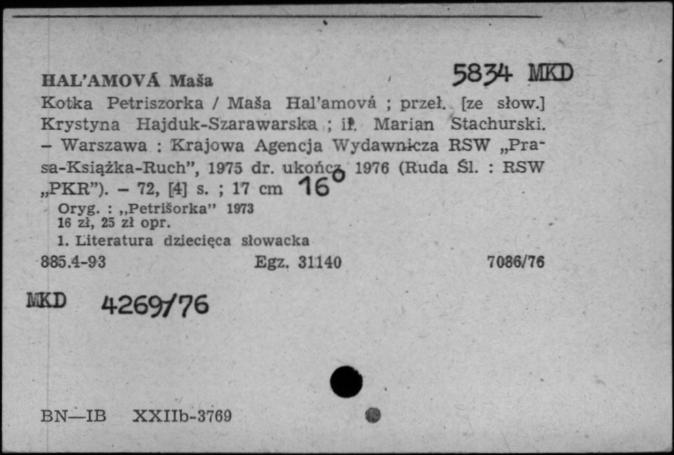 5834 MKD
HAL’AMOVÁ Maša
Kotka Petriszorka / Maša Hal’amová ; przeł. [ze słow.]
Krystyna Hajduk-Szarawarska ; il. Marian Stachurski.
— Warszawa : Krajowa Agencja Wydawnicza RSW „Pra-
sa-Książka-Ruch”, 1975 dr. ukończ. 1976 (Ruda Śl. : RSW
„PKR”). — 72, [4] s. ; 17 cm 16°
Oryg. : „Petrišorka” 1973
16 zł, 25 zł opr.
1. Literatura dziecięca słowacka
885.4-93 Egz. 31140 7086/76
MKD 4269/76
BN—IB XXIIb-3769